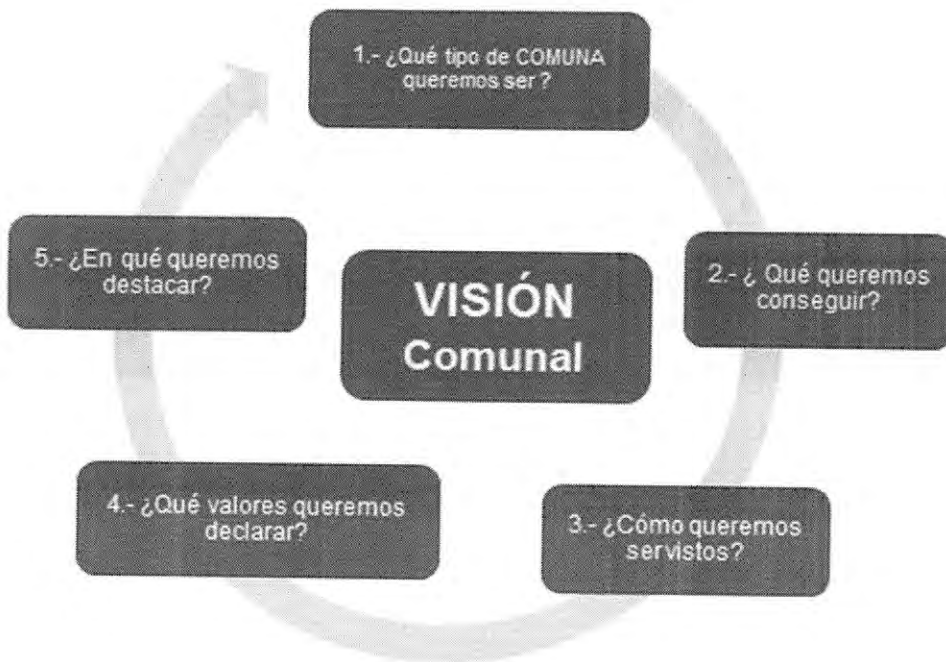 1.- ¿Qué tipo de COMUNA
queremos ser?
2.- ¿ Qué queremos
conseguir?
3.- ¿Cómo queremos
servistos?
4.- ¿Qué valores queremos
declarar?
5.- ¿En qué queremos
destacar?
VISIÓN
Comunal